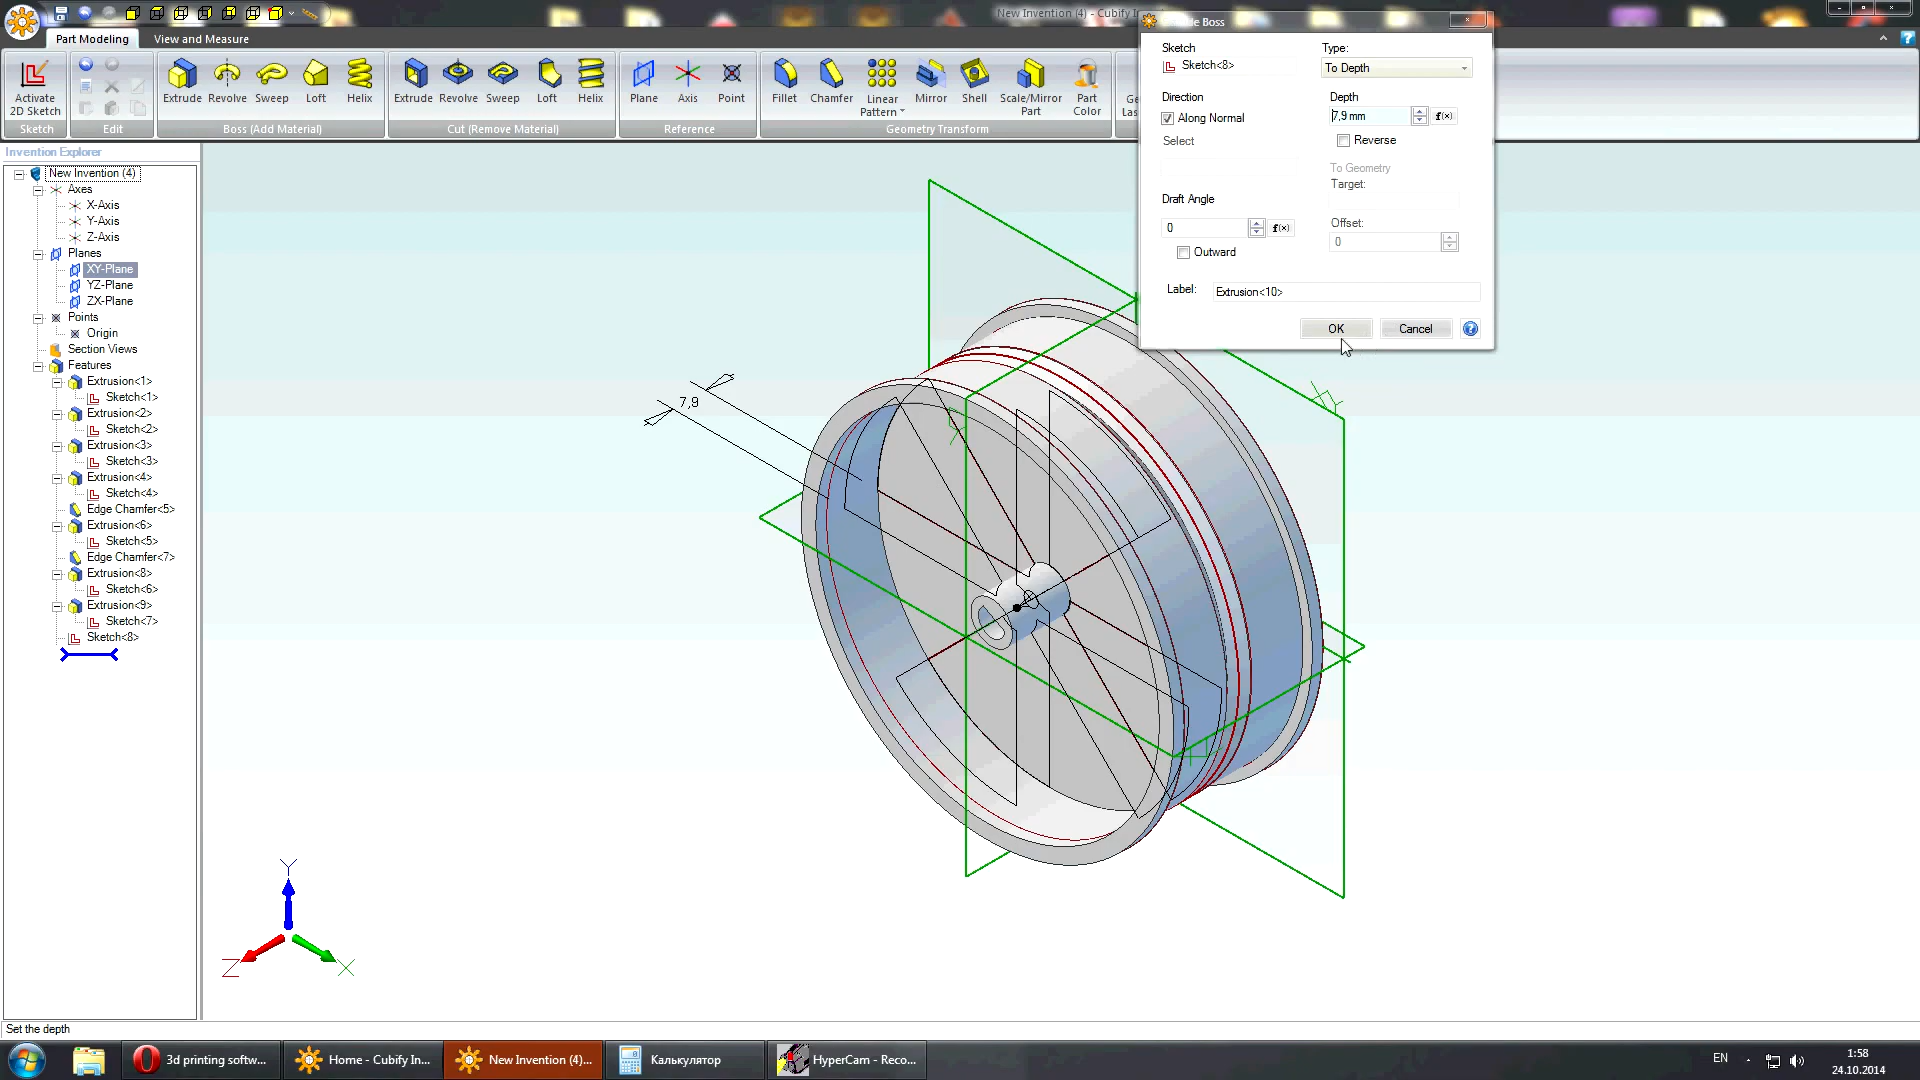 New Invention (4) - Cubify In
Boss
Part Modeling
View and Measure
Activate
2D Sketch
Extrude
Revolve
Sweep
Loft
Helix
Extrude
Revolve
Sweep
Loft
Helix
Plane
Axis
Point
Fillet
Chamfer
Linear
Pattern
Mirror
Shell
Scale/Mirror
Part
Part
Color
Sketch
Edit
Boss (Add Material)
Cut (Remove Material)
Reference
Geometry Transform
Sketch
Sketch<8>
Type:
To Depth
Direction
Along Normal
Select
Depth
7,9 mm
f(x)
Reverse
To Geometry
Target:
Draft Angle
0
f(x)
Outward
Offset:
0
Label:
Extrusion<10>
OK
Cancel
?
Invention Explorer
New Invention (4)
Axes
X-Axis
Y-Axis
Z-Axis
Planes
XY-Plane
YZ-Plane
ZX-Plane
Points
Origin
Section Views
Features
Extrusion<1>
Sketch<1>
Extrusion<2>
Sketch<2>
Extrusion<3>
Sketch<3>
Extrusion<4>
Sketch<4>
Edge Chamfer<5>
Extrusion<6>
Sketch<5>
Edge Chamfer<7>
Extrusion<8>
Sketch<6>
Extrusion<9>
Sketch<7>
Sketch<8>
7,9
Y
Z
X
Set the depth
3d printing softw...
Home - Cubify In...
New Invention (4)...
Калькулятор
HyperCam - Reco...
EN
1:58
24.10.2014